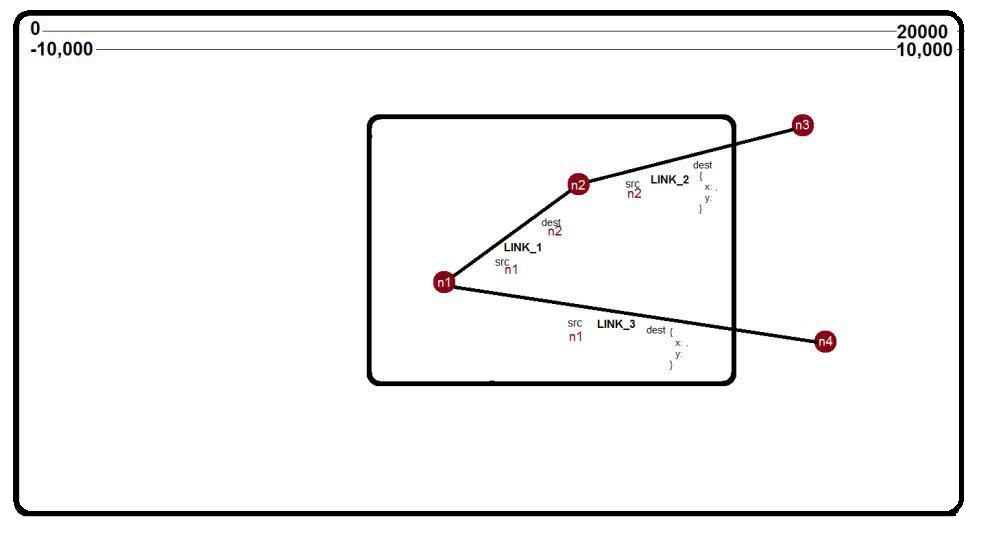 0 20000
-10,000 10,000
n3
dest
{
x: ,
y:
}
src LINK_2
n2
n2
dest
n2
LINK_1
src
n1
n1
src LINK_3 dest {
n1 x: ,
y:
}
n4